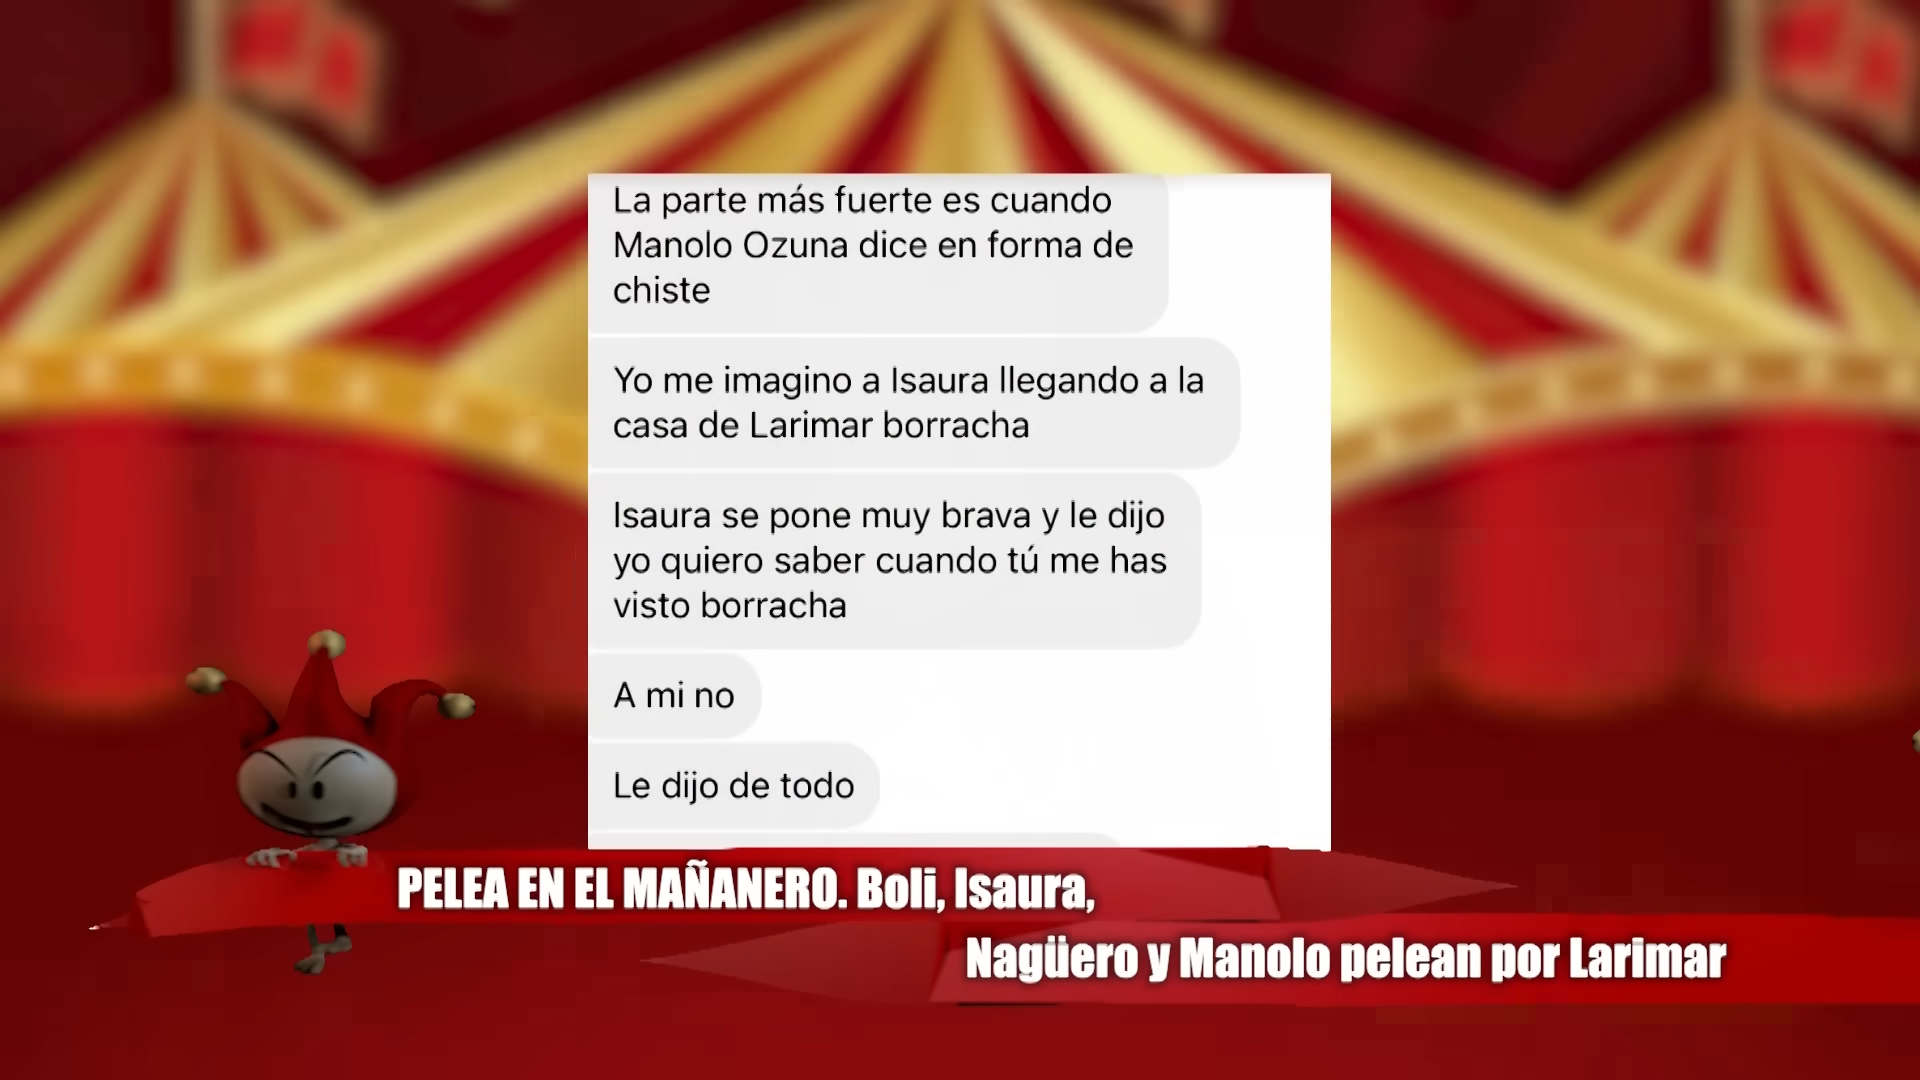 La parte más fuerte es cuando
Manolo Ozuna dice en forma de
chiste
Yo me imagino a Isaura llegando a la
casa de Larimar borracha
Isaura se pone muy brava y le dijo
yo quiero saber cuando tú me has
visto borracha
A mi no
Le dijo de todo
PELEA EN EL MAÑANERO. Boli, Isaura,
Nagüero y Manolo pelean por Larimar